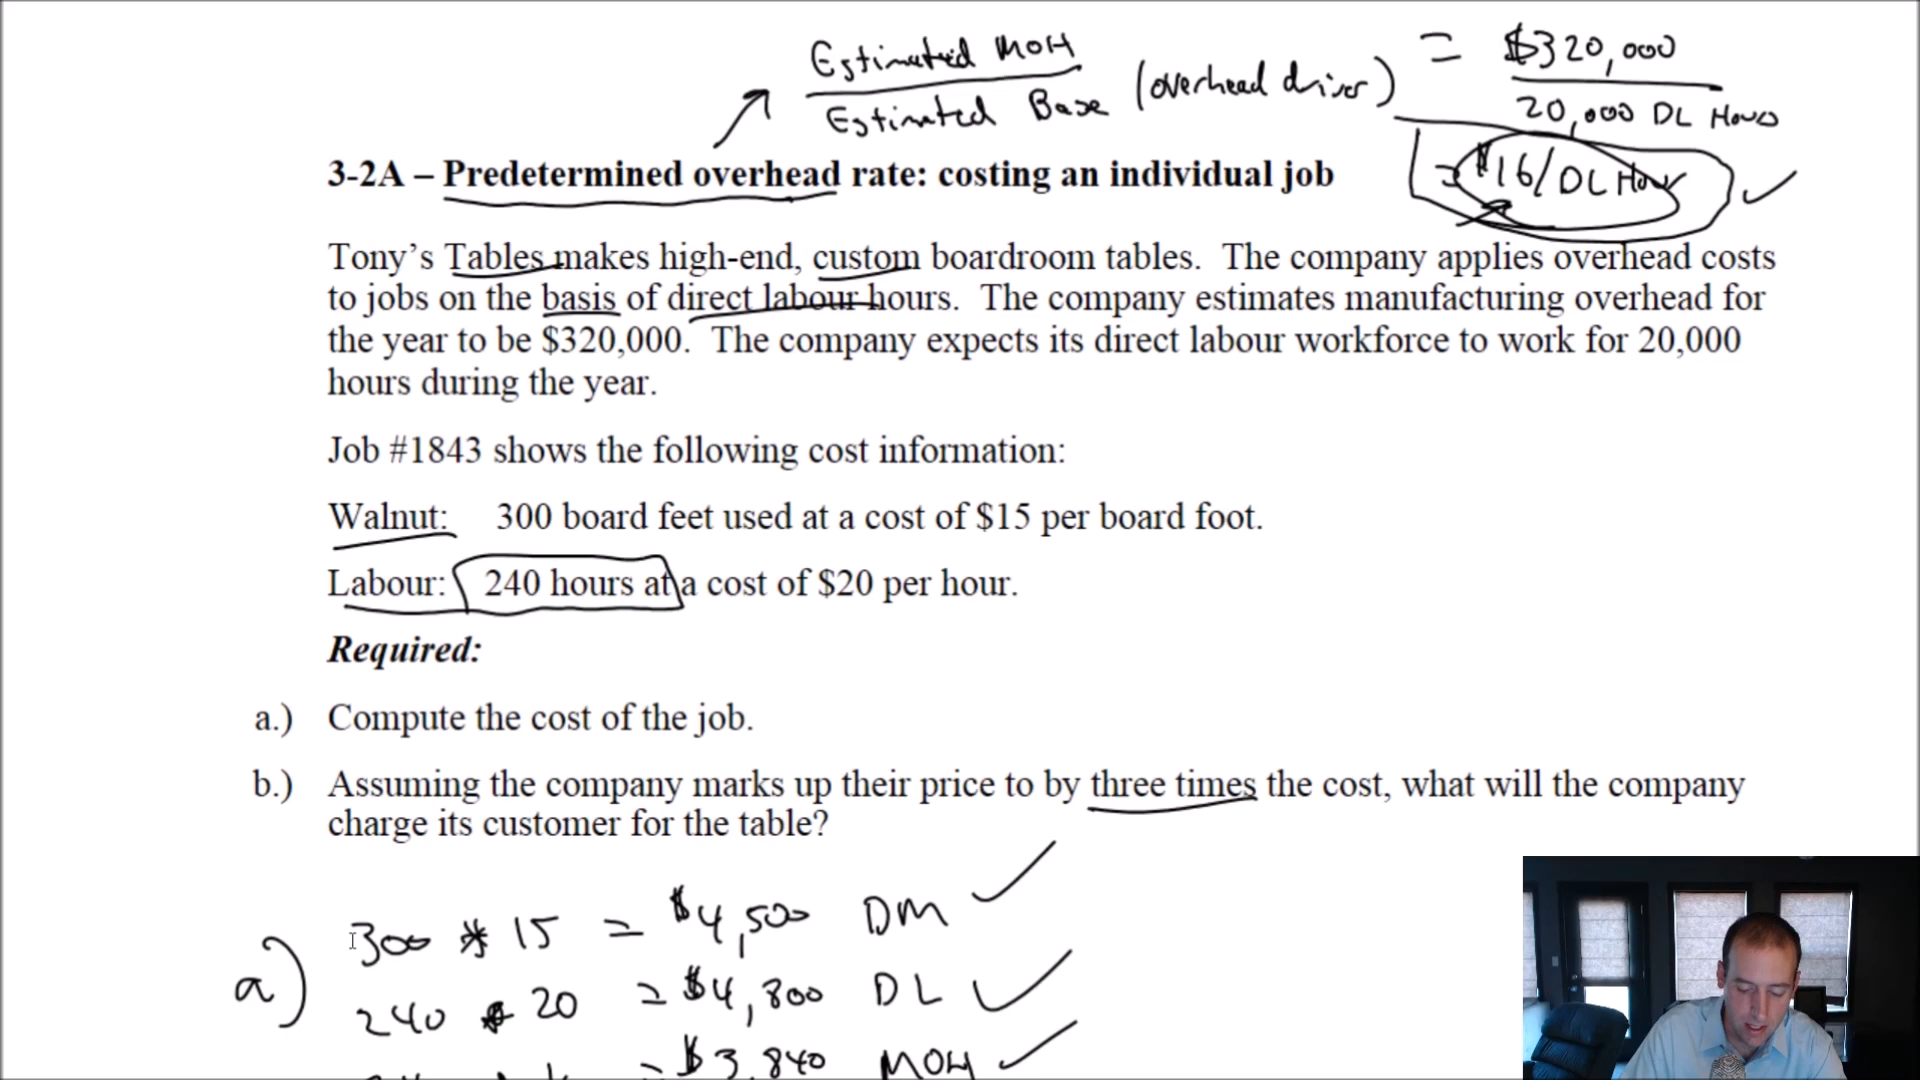 Estimated MOH
Estimated Base (overhead driver) = $320,000
20,000 DL Hours
= $16/DL Hour
3-2A – Predetermined overhead rate: costing an individual job
Tony’s Tables makes high-end, custom boardroom tables. The company applies overhead costs
to jobs on the basis of direct labour hours. The company estimates manufacturing overhead for
the year to be $320,000. The company expects its direct labour workforce to work for 20,000
hours during the year.
Job #1843 shows the following cost information:
Walnut: 300 board feet used at a cost of $15 per board foot.
Labour: 240 hours at a cost of $20 per hour.
Required:
a.) Compute the cost of the job.
b.) Assuming the company marks up their price to by three times the cost, what will the company
charge its customer for the table?
a) 300 * 15 = $4,500 DM
240 * 20 = $4,800 DL
= $3,840 MOH